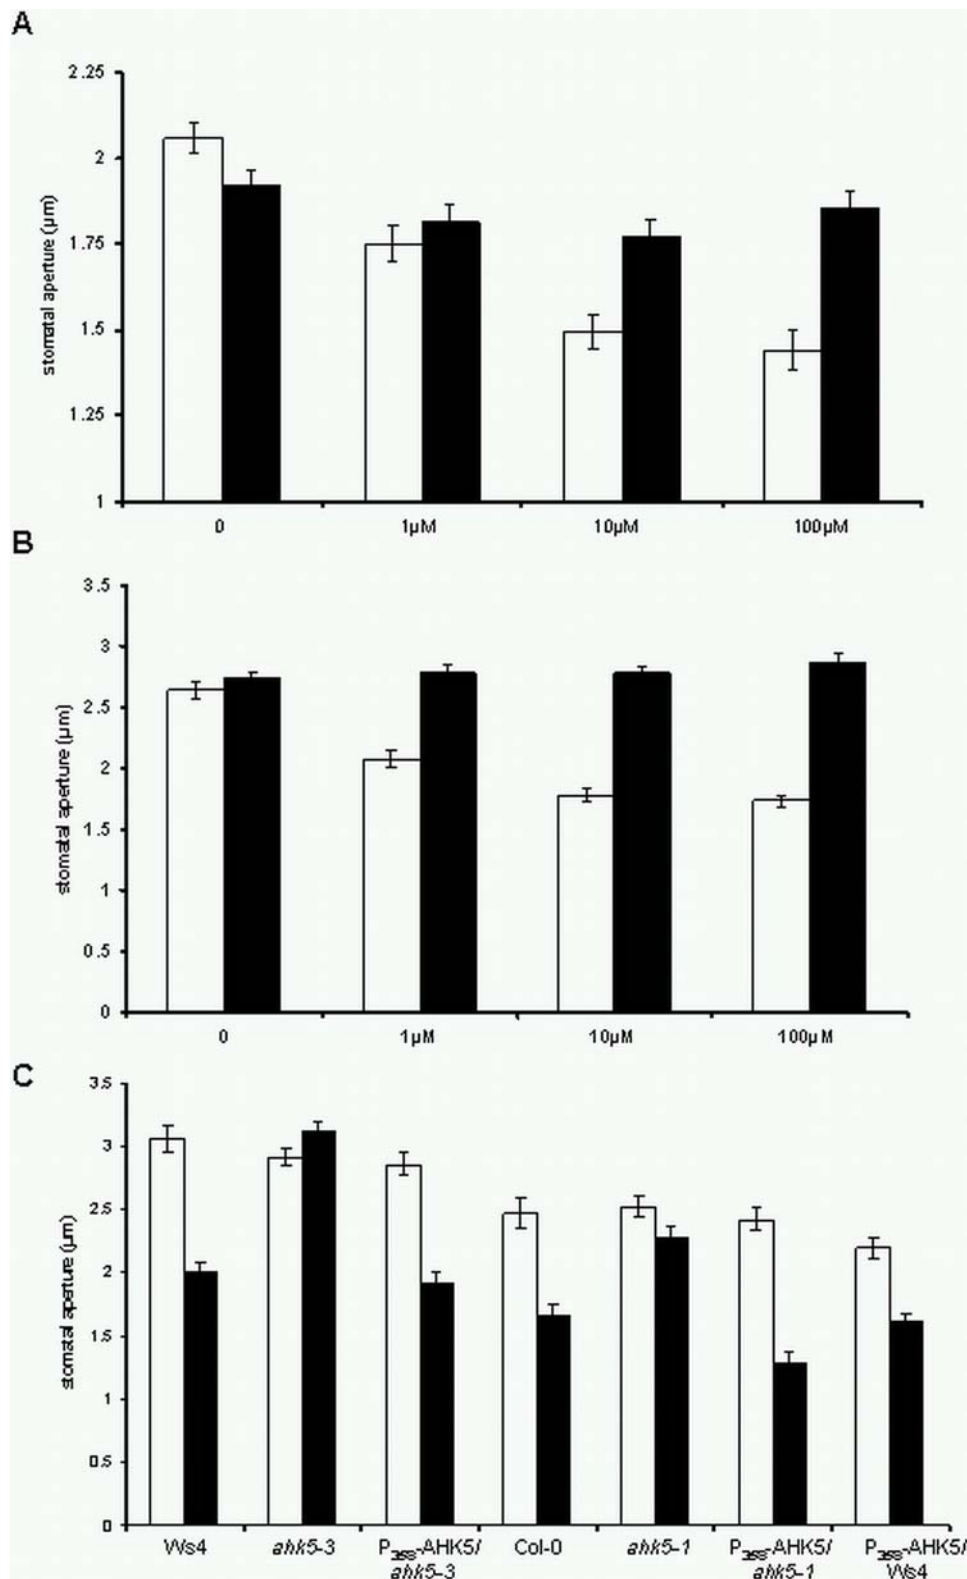 A
2.25
2
1.75
1.5
1.25
1
stomatal aperture (µm)
0 1µM 10µM 100µM
B
3.5
3
2.5
2
1.5
1
0.5
0
stomatal aperture (µm)
0 1µM 10µM 100µM
C
3.5
3
2.5
2
1.5
1
0.5
0
stomatal aperture (µm)
Ws4 ahk5-3 P35S-AHK5/ Col-0 ahk5-1 P35S-AHK5/ P35S-AHK5/
ahk5-3 ahk5-1 Ws4